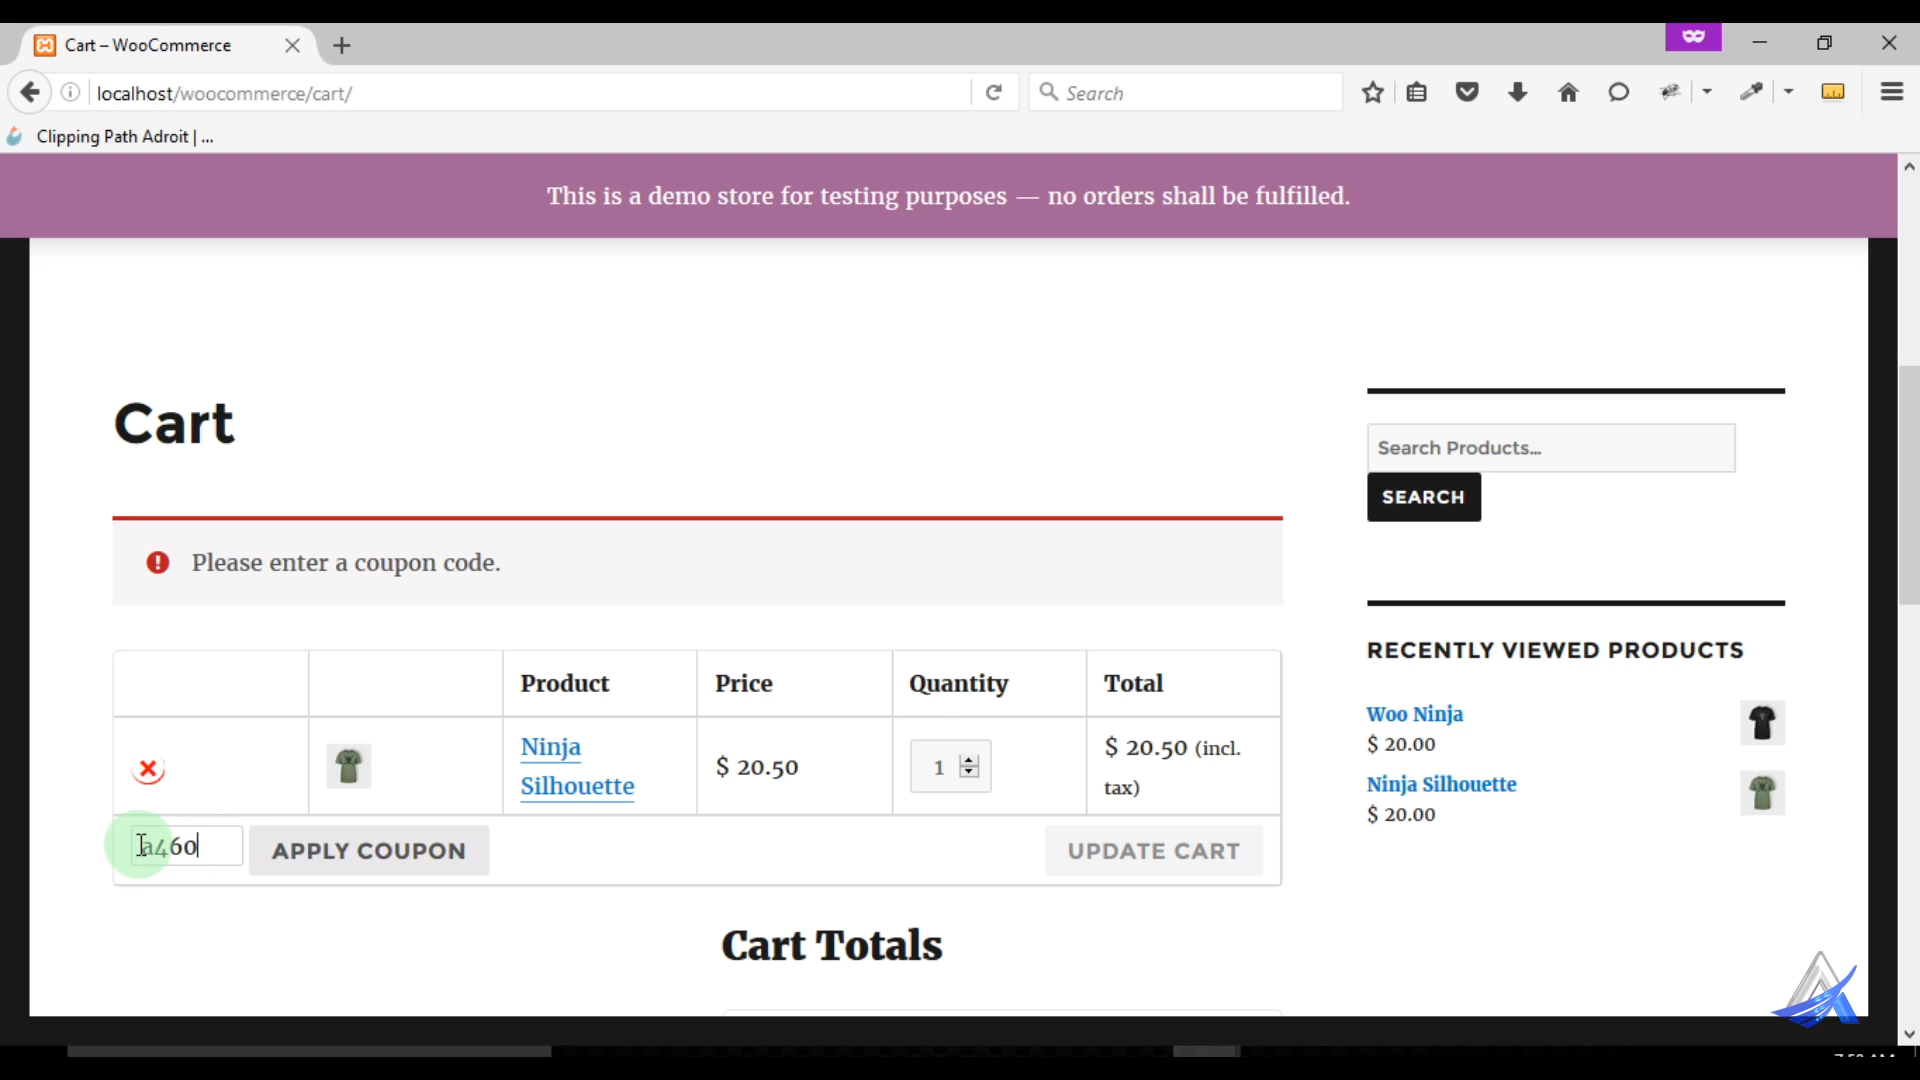 Cart – WooCommerce
localhost/woocommerce/cart/
Search
Clipping Path Adroit | ...
This is a demo store for testing purposes — no orders shall be fulfilled.
Cart
Search Products...
SEARCH
Please enter a coupon code.
RECENTLY VIEWED PRODUCTS
Product Price Quantity Total
Woo Ninja
$ 20.00
Ninja Silhouette
$ 20.50
1
$ 20.50 (incl. tax)
Ninja Silhouette
$ 20.00
a460
APPLY COUPON
UPDATE CART
Cart Totals